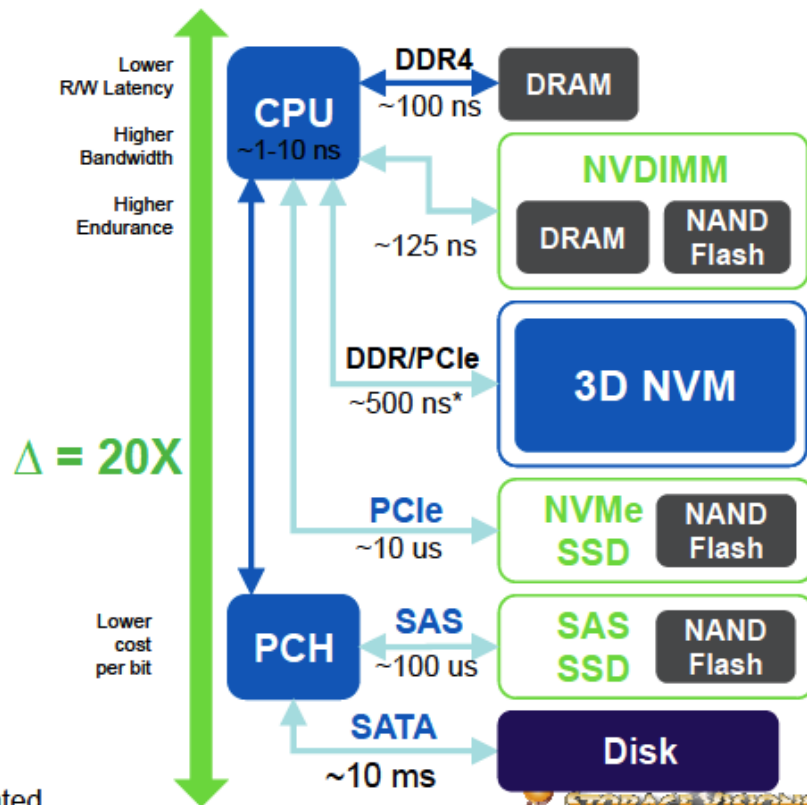 Lower
R/W Latency
Higher
Bandwidth
Higher
Endurance
CPU
~1-10 ns
DDR4
~100 ns
DRAM
NVDIMM
DRAM
NAND
Flash
~125 ns
DDR/PCIe
~500 ns*
3D NVM
Δ = 20X
PCIe
~10 us
NVMe
SSD
NAND
Flash
Lower
cost
per bit
PCH
SAS
~100 us
SAS
SSD
NAND
Flash
SATA
~10 ms
Disk